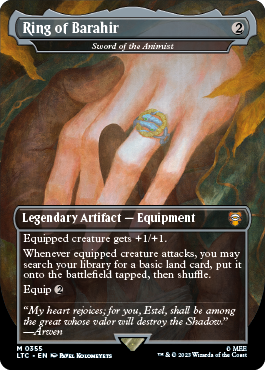 Ring of Barahir 2
Sword of the Animist
Legendary Artifact — Equipment
Equipped creature gets +1/+1.
Whenever equipped creature attacks, you may
search your library for a basic land card, put it
onto the battlefield tapped, then shuffle.
Equip 2
“My heart rejoices; for you, Estel, shall be among
the great whose valor will destroy the Shadow.”
—Arwen
M 0355
LTC • EN Pavel Kolomeyets
© MEE
™ & © 2023 Wizards of the Coast